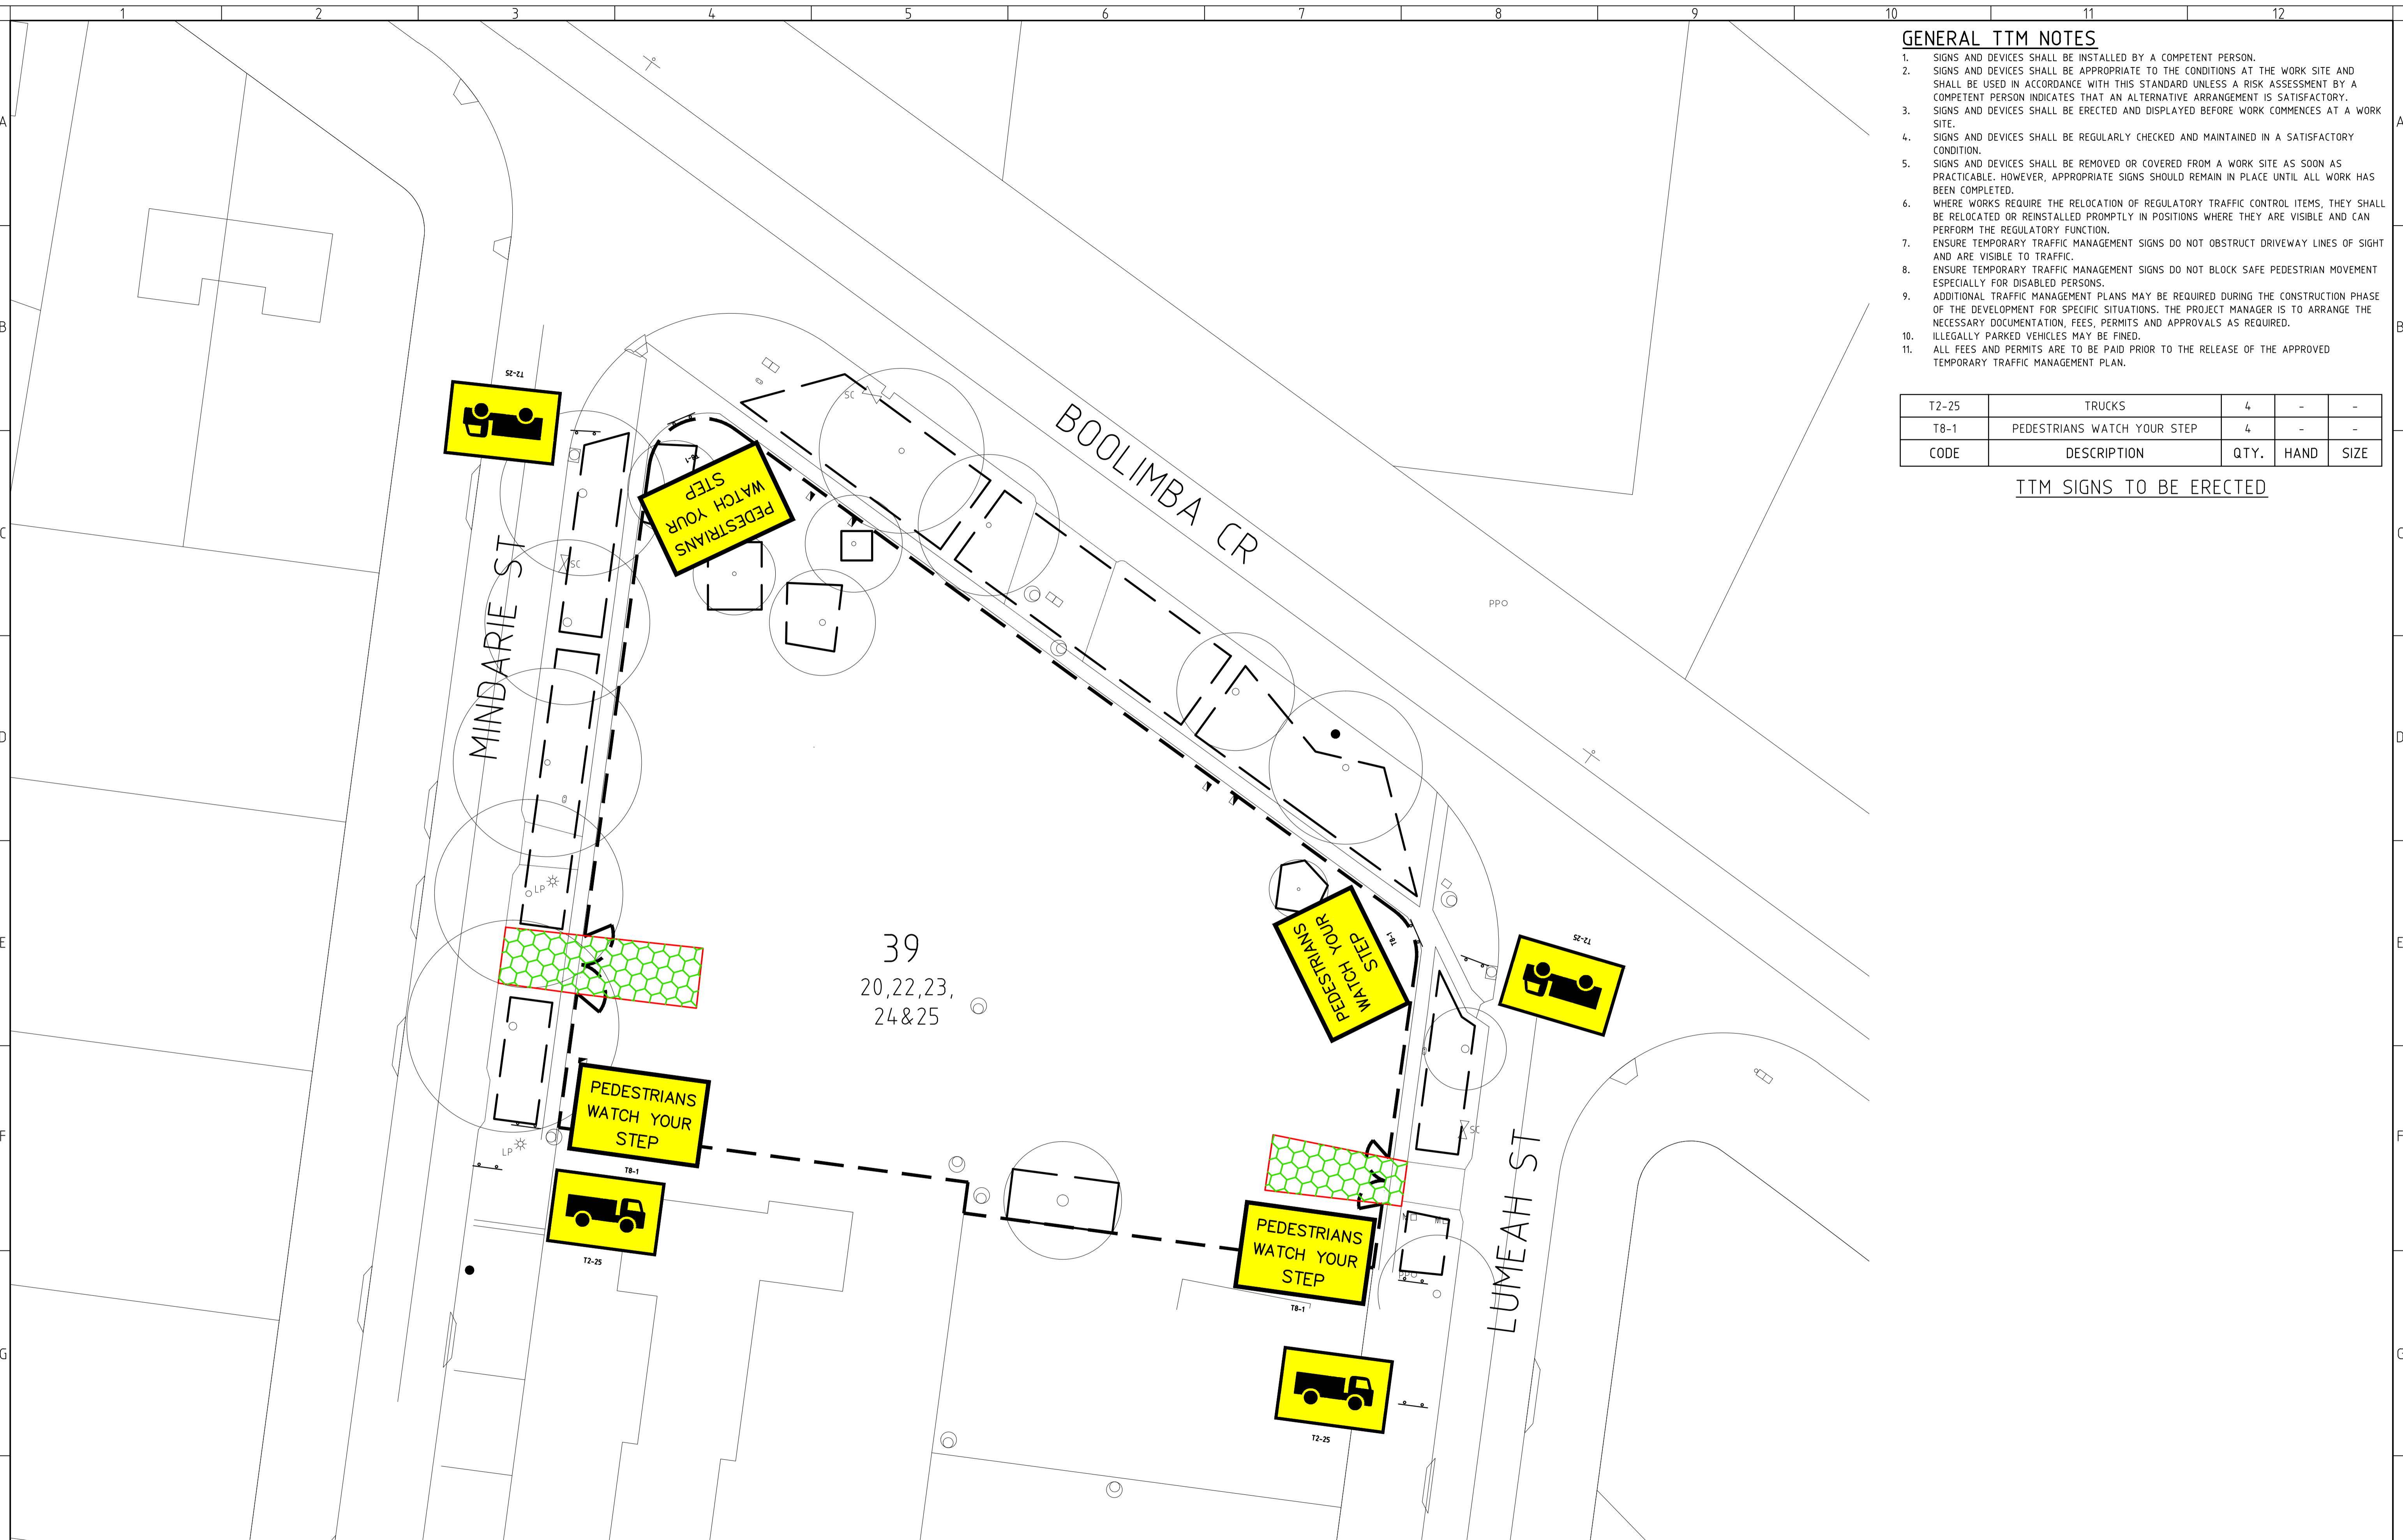 1 2 3 4 5 6 7 8 9 10 11 12
GENERAL TTM NOTES
1. SIGNS AND DEVICES SHALL BE INSTALLED BY A COMPETENT PERSON.
2. SIGNS AND DEVICES SHALL BE APPROPRIATE TO THE CONDITIONS AT THE WORK SITE AND
SHALL BE USED IN ACCORDANCE WITH THIS STANDARD UNLESS A RISK ASSESSMENT BY A
COMPETENT PERSON INDICATES THAT AN ALTERNATIVE ARRANGEMENT IS SATISFACTORY.
3. SIGNS AND DEVICES SHALL BE ERECTED AND DISPLAYED BEFORE WORK COMMENCES AT A WORK
SITE.
4. SIGNS AND DEVICES SHALL BE REGULARLY CHECKED AND MAINTAINED IN A SATISFACTORY
CONDITION.
5. SIGNS AND DEVICES SHALL BE REMOVED OR COVERED FROM A WORK SITE AS SOON AS
PRACTICABLE. HOWEVER, APPROPRIATE SIGNS SHOULD REMAIN IN PLACE UNTIL ALL WORK HAS
BEEN COMPLETED.
6. WHERE WORKS REQUIRE THE RELOCATION OF REGULATORY TRAFFIC CONTROL ITEMS, THEY SHALL
BE RELOCATED OR REINSTALLED PROMPTLY IN POSITIONS WHERE THEY ARE VISIBLE AND CAN
PERFORM THE REGULATORY FUNCTION.
7. ENSURE TEMPORARY TRAFFIC MANAGEMENT SIGNS DO NOT OBSTRUCT DRIVEWAY LINES OF SIGHT
AND ARE VISIBLE TO TRAFFIC.
8. ENSURE TEMPORARY TRAFFIC MANAGEMENT SIGNS DO NOT BLOCK SAFE PEDESTRIAN MOVEMENT
ESPECIALLY FOR DISABLED PERSONS.
9. ADDITIONAL TRAFFIC MANAGEMENT PLANS MAY BE REQUIRED DURING THE CONSTRUCTION PHASE
OF THE DEVELOPMENT FOR SPECIFIC SITUATIONS. THE PROJECT MANAGER IS TO ARRANGE THE
NECESSARY DOCUMENTATION, FEES, PERMITS AND APPROVALS AS REQUIRED.
10. ILLEGALLY PARKED VEHICLES MAY BE FINED.
11. ALL FEES AND PERMITS ARE TO BE PAID PRIOR TO THE RELEASE OF THE APPROVED
TEMPORARY TRAFFIC MANAGEMENT PLAN.
T2-25 TRUCKS 4 - -
T8-1 PEDESTRIANS WATCH YOUR STEP 4 - -
CODE DESCRIPTION QTY. HAND SIZE
TTM SIGNS TO BE ERECTED
A A
B B
C C
D D
E E
F F
G G
T2-25
SC
BOOLIMBA CR
T8-1
PEDESTRIANS
WATCH YOUR
STEP
SC
MINDARIE ST
PP
LP
39
20,22,23,
24&25
PEDESTRIANS
WATCH YOUR
STEP
T8-1
T2-25
PEDESTRIANS
WATCH YOUR
STEP
T8-1
LP
T2-25
SC
LUMEAH ST
PEDESTRIANS
WATCH YOUR
STEP
T8-1
T2-25